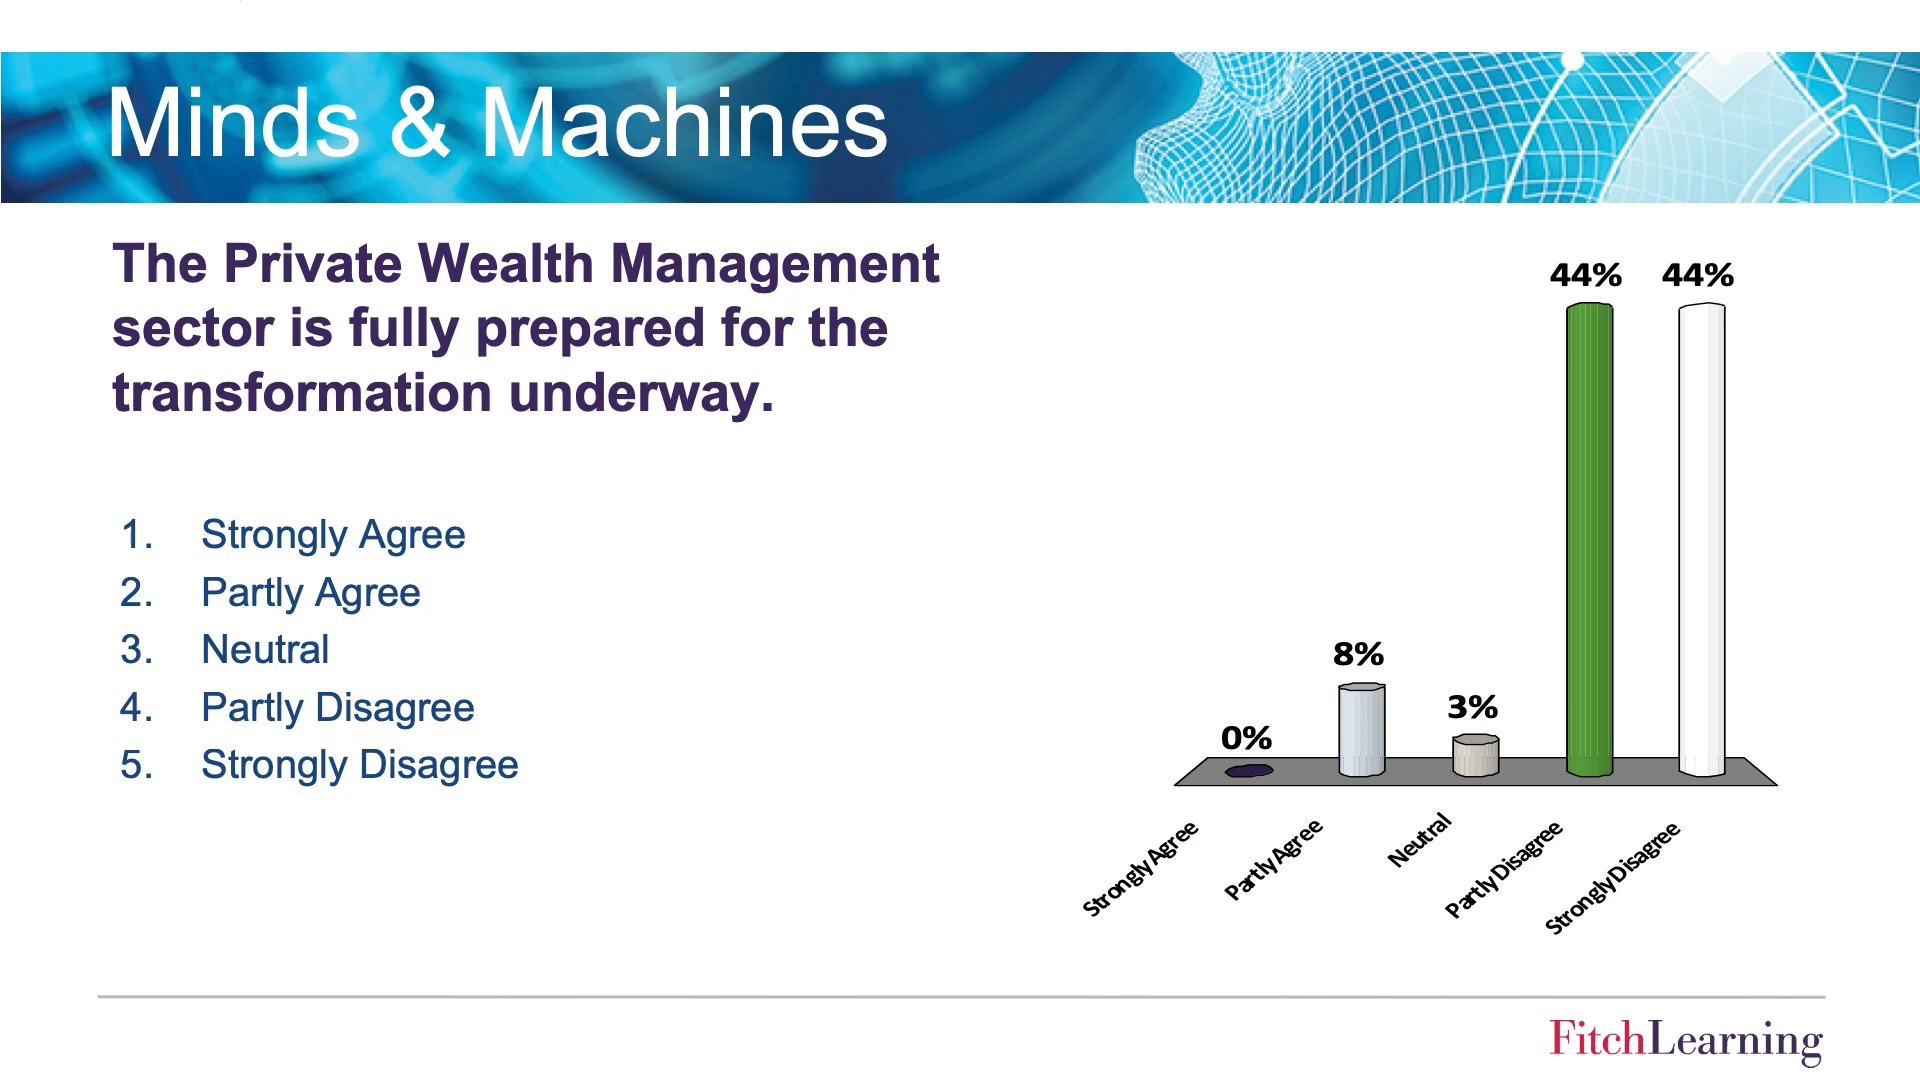 Minds & Machines
The Private Wealth Management
sector is fully prepared for the
transformation underway.
1. Strongly Agree
2. Partly Agree
3. Neutral
4. Partly Disagree
5. Strongly Disagree
44% 44%
8%
3%
0%
Strongly Agree
Partly Agree
Neutral
Partly Disagree
Strongly Disagree
FitchLearning